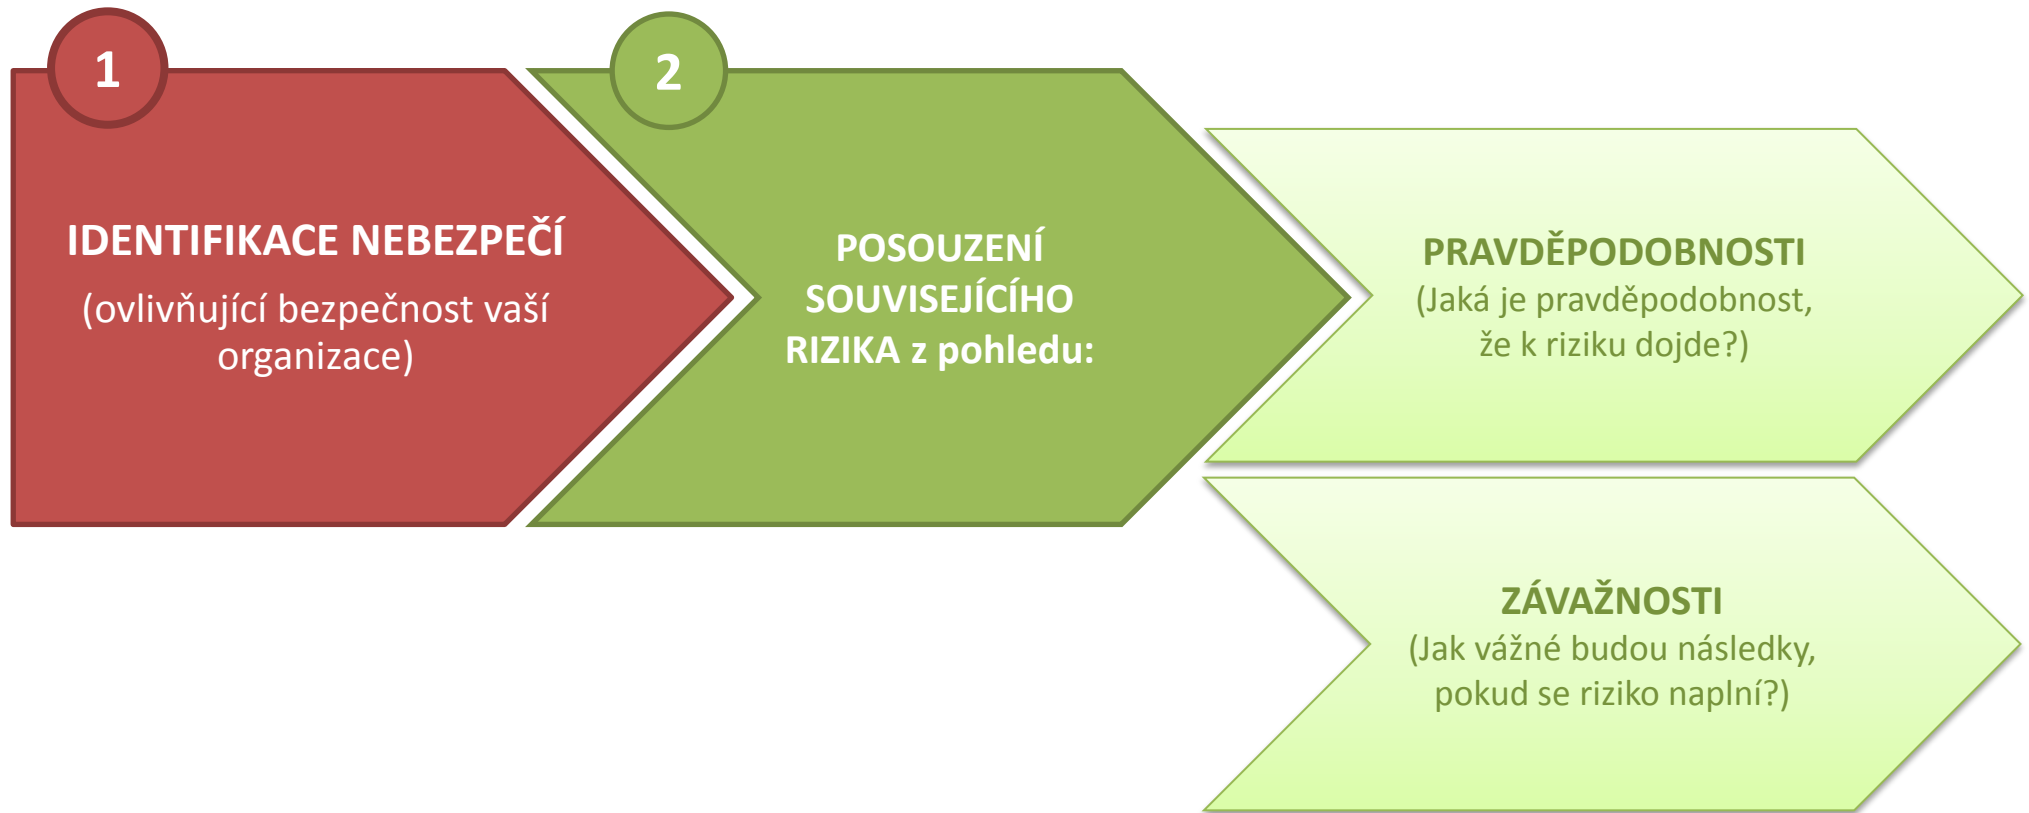 1
IDENTIFIKACE NEBEZPEČÍ
(ovlivňující bezpečnost vaší
organizace)
2
POSOUZENÍ
SOUVISEJÍCÍHO
RIZIKA z pohledu:
PRAVDĚPODOBNOSTI
(Jaká je pravděpodobnost,
že k riziku dojde?)
ZÁVAŽNOSTI
(Jak vážné budou následky,
pokud se riziko naplní?)